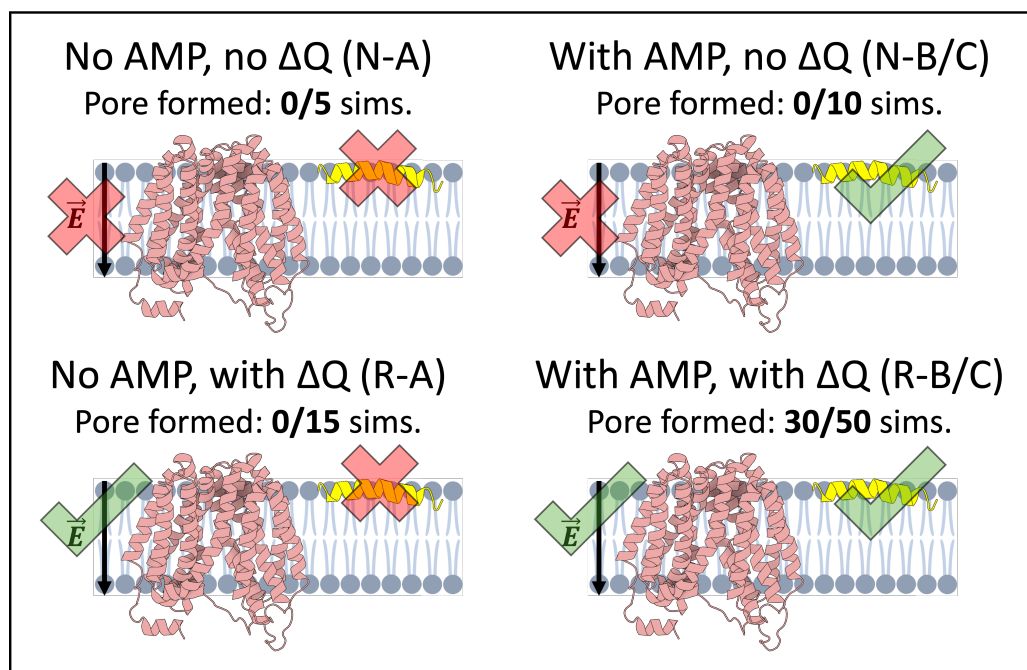 No AMP, no ΔQ (N-A)
Pore formed: 0/5 sims.
E
With AMP, no ΔQ (N-B/C)
Pore formed: 0/10 sims.
E
No AMP, with ΔQ (R-A)
Pore formed: 0/15 sims.
E
With AMP, with ΔQ (R-B/C)
Pore formed: 30/50 sims.
E